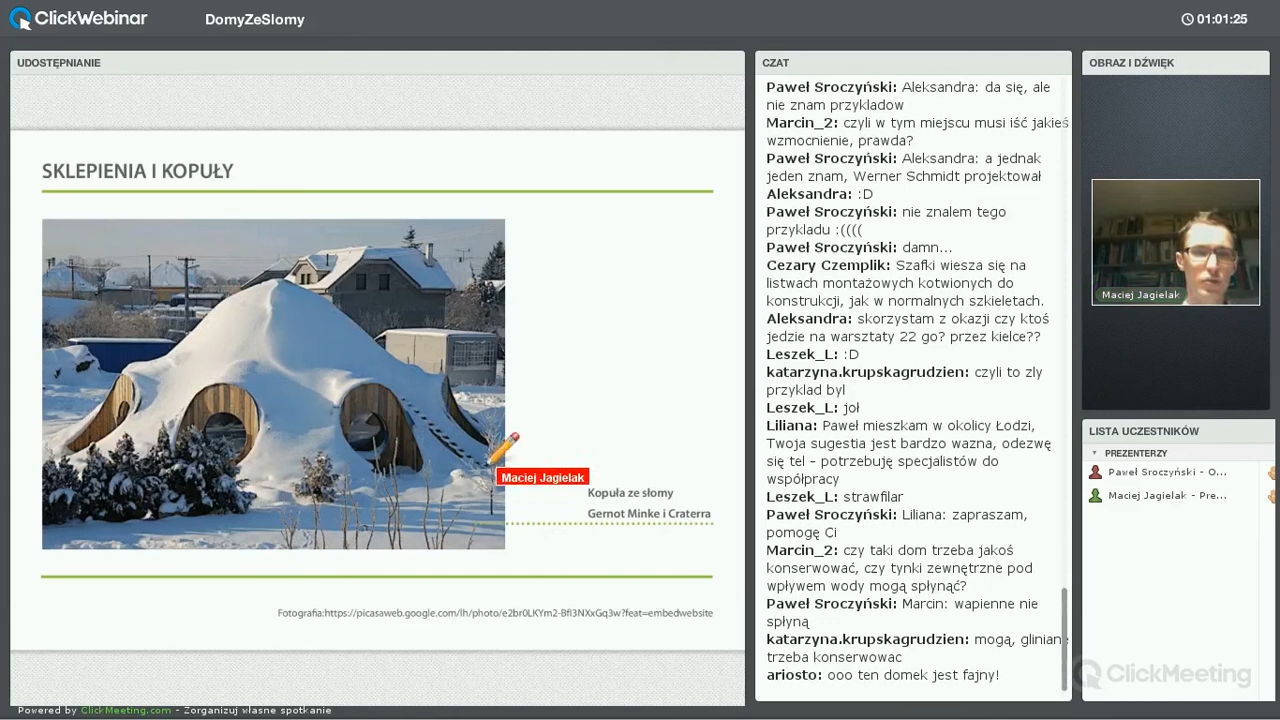 ClickWebinar
DomyZeSlomy
01:01:25
UDOSTĘPNIANIE
SKLEPIENIA I KOPUŁY
Maciej Jagielak
Kopuła ze słomy
Gernot Minke i Craterra
Fotografia:https://picasaweb.google.com/lh/photo/e2br0LKYm2-Bfl3NXxGq3w?feat=embedwebsite
CZAT
Paweł Sroczyński: Aleksandra: da się, ale
nie znam przykladow
Marcin_2: czyli w tym miejscu musi iść jakieś
wzmocnienie, prawda?
Paweł Sroczyński: Aleksandra: a jednak
jeden znam, Werner Schmidt projektował
Aleksandra: :D
Paweł Sroczyński: nie znalem tego
przykladu :((((
Paweł Sroczyński: damn...
Cezary Czemplik: Szafki wiesza się na
listwach montażowych kotwionych do
konstrukcji, jak w normalnych szkieletach.
Aleksandra: skorzystam z okazji czy ktoś
jedzie na warsztaty 22 go? przez kielce??
Leszek_L: :D
katarzyna.krupskagrudzien: czyli to zly
przyklad byl
Leszek_L: joł
Liliana: Paweł mieszkam w okolicy Łodzi,
Twoja sugestia jest bardzo wazna, odezwę
się tel - potrzebuję specjalistów do
współpracy
Leszek_L: strawfilar
Paweł Sroczyński: Liliana: zapraszam,
pomogę Ci
Marcin_2: czy taki dom trzeba jakoś
konserwować, czy tynki zewnętrzne pod
wpływem wody mogą spłynąć?
Paweł Sroczyński: Marcin: wapienne nie
spłyną
katarzyna.krupskagrudzien: mogą, gliniane
trzeba konserwowac
ariosto: ooo ten domek jest fajny!
OBRAZ I DŹWIĘK
Maciej Jagielak
LISTA UCZESTNIKÓW
PREZENTERZY
Paweł Sroczyński - O...
Maciej Jagielak - Pre...
ClickMeeting
Powered by ClickMeeting.com - Zorganizuj własne spotkanie